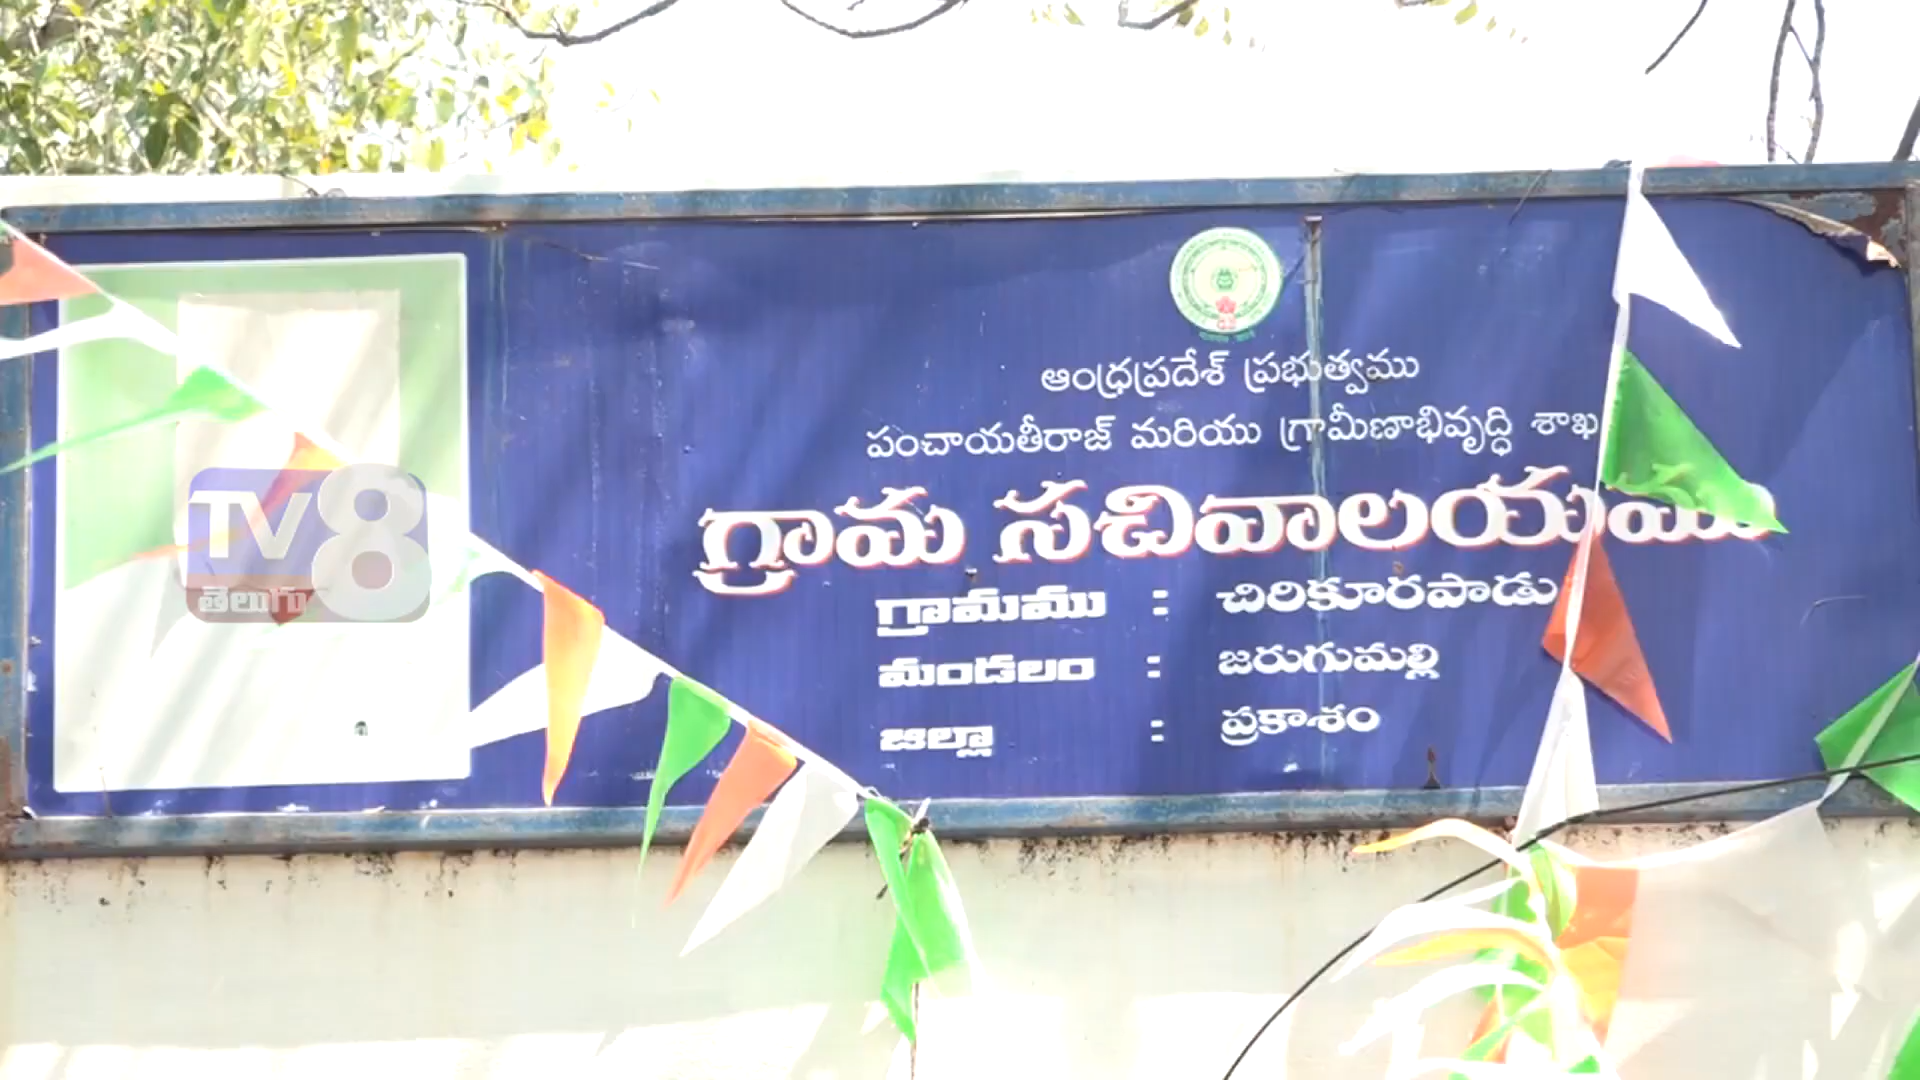 ఆంధ్రప్రదేశ్ ప్రభుత్వము
పంచాయతీరాజ్ మరియు గ్రామీణాభివృద్ధి శాఖ
గ్రామ సచివాలయము
గ్రామము : చిరికూరపాడు
మండలం : జరుగుమల్లి
జిల్లా : ప్రకాశం
TV8
తెలుగు